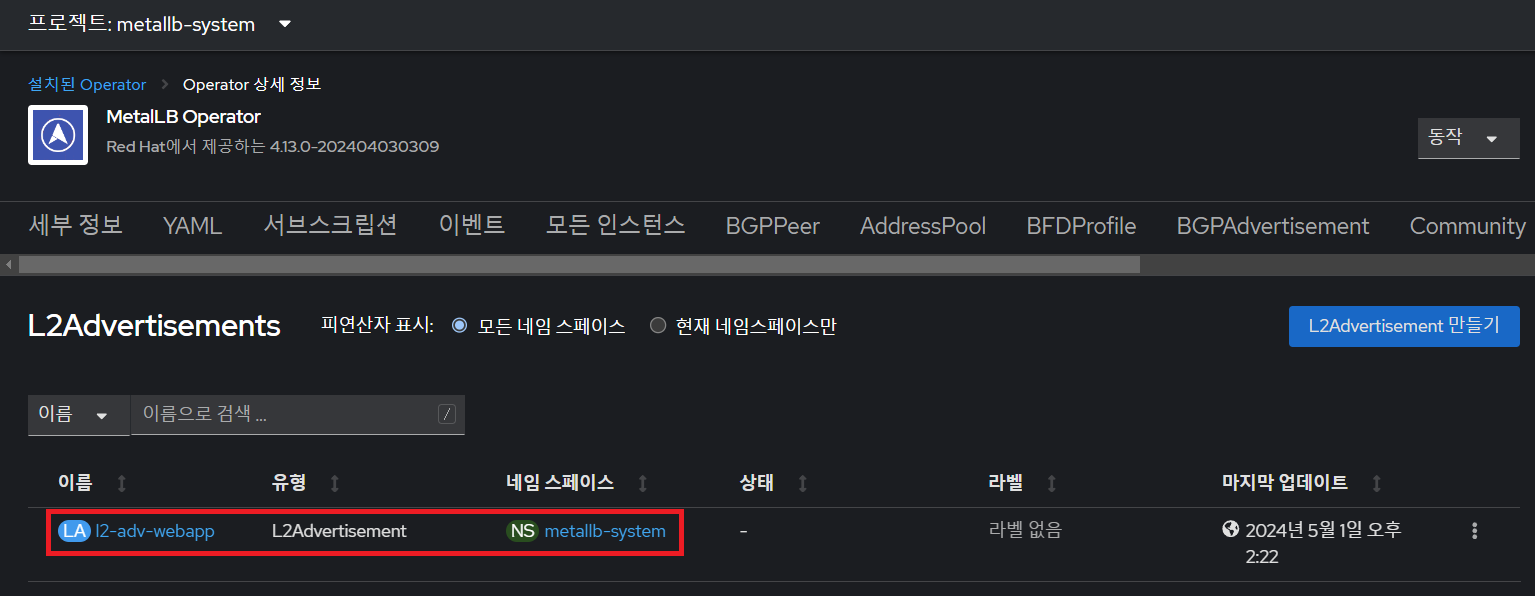 프로젝트: metallb-system
설치된 Operator > Operator 상세 정보
MetalLB Operator
Red Hat에서 제공하는 4.13.0-202404030309
동작
세부 정보 YAML 서브스크립션 이벤트 모든 인스턴스 BGPPeer AddressPool BFDProfile BGPAdvertisement Community
L2Advertisements 피연산자 표시: 모든 네임 스페이스 현재 네임스페이스만 L2Advertisement 만들기
이름 이름으로 검색 ... /
이름 유형 네임 스페이스 상태 라벨 마지막 업데이트
LA l2-adv-webapp L2Advertisement NS metallb-system - 라벨 없음 2024년 5월 1일 오후
2:22